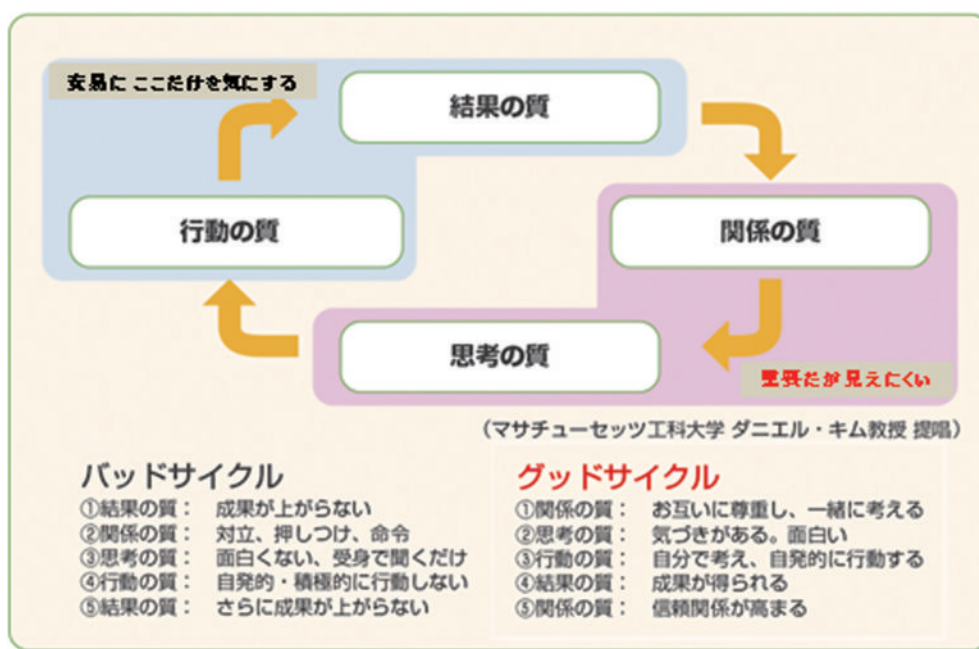 安易に ここだけを気にする
結果の質
行動の質
関係の質
思考の質
重要だが見えにくい
(マサチューセッツ工科大学 ダニエル・キム教授 提唱)
バッドサイクル
①結果の質: 成果が上がらない
②関係の質: 対立、押しつけ、命令
③思考の質: 面白くない、受身で聞くだけ
④行動の質: 自発的・積極的に行動しない
⑤結果の質: さらに成果が上がらない
グッドサイクル
①関係の質: お互いに尊重し、一緒に考える
②思考の質: 気づきがある。面白い
③行動の質: 自分で考え、自発的に行動する
④結果の質: 成果が得られる
⑤関係の質: 信頼関係が高まる